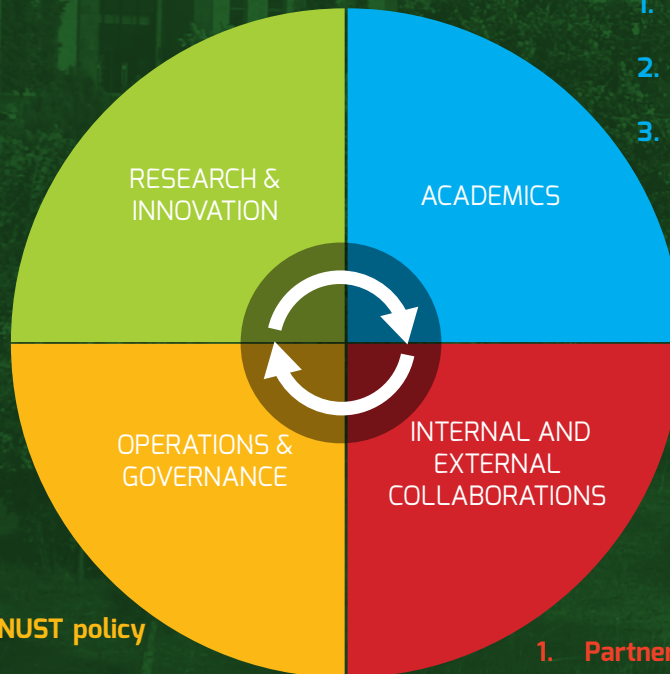 1.
2.
3.
RESEARCH &
INNOVATION
ACADEMICS
OPERATIONS &
GOVERNANCE
INTERNAL AND
EXTERNAL
COLLABORATIONS
NUST policy
1. Partner